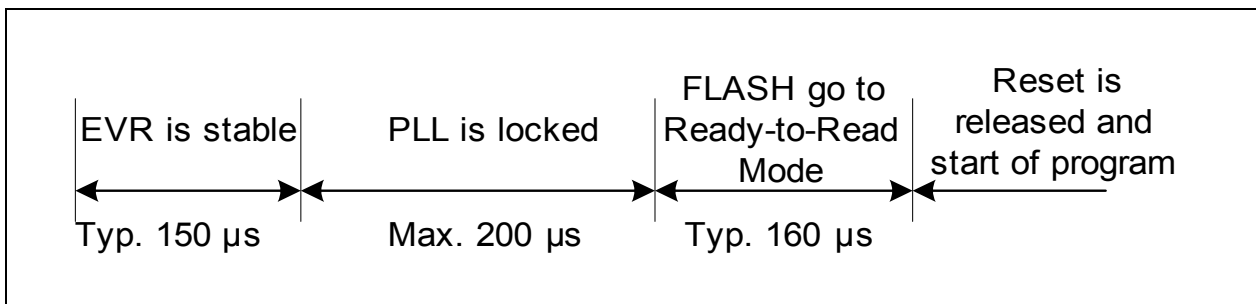 EVR is stable
PLL is locked
FLASH go to
Ready-to-Read
Mode
Reset is
released and
start of program
Typ. 150 μs
Max. 200 μs
Typ. 160 μs